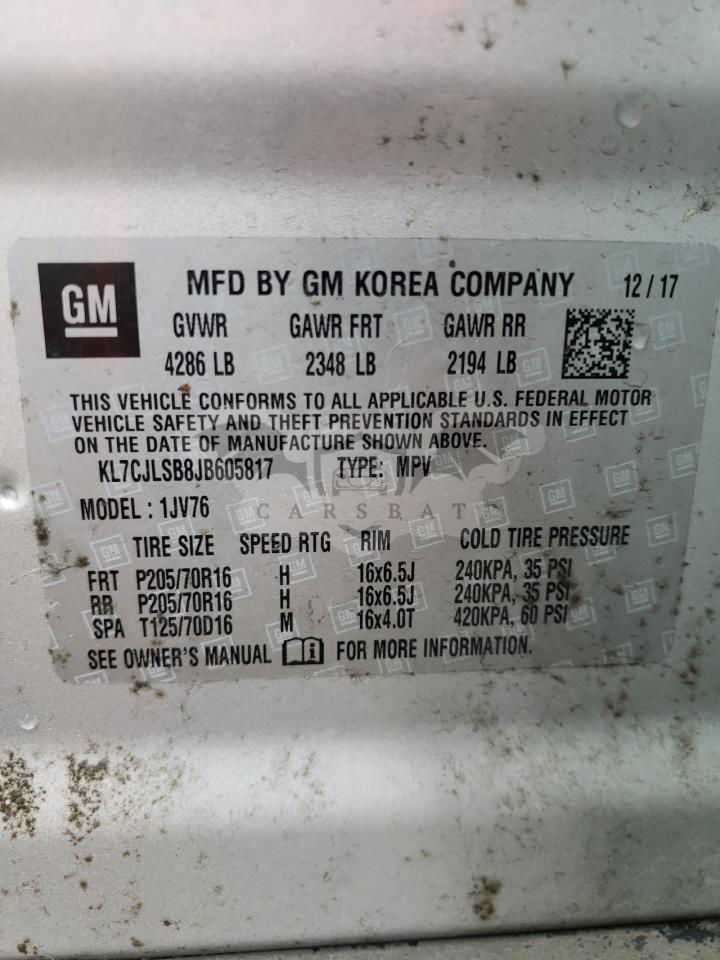 GM
MFD BY GM KOREA COMPANY 12/17
GVWR GAWR FRT GAWR RR
4286 LB 2348 LB 2194 LB
THIS VEHICLE CONFORMS TO ALL APPLICABLE U.S. FEDERAL MOTOR
VEHICLE SAFETY AND THEFT PREVENTION STANDARDS IN EFFECT
ON THE DATE OF MANUFACTURE SHOWN ABOVE.
KL7CJLSB8JB605817 TYPE: MPV
CARSBAT
MODEL : 1JV76
TIRE SIZE SPEED RTG RIM COLD TIRE PRESSURE
FRT P205/70R16 H 16x6.5J 240KPA, 35 PSI
RR P205/70R16 H 16x6.5J 240KPA, 35 PSI
SPA T125/70D16 M 16x4.0T 420KPA, 60 PSI
SEE OWNER'S MANUAL i FOR MORE INFORMATION.